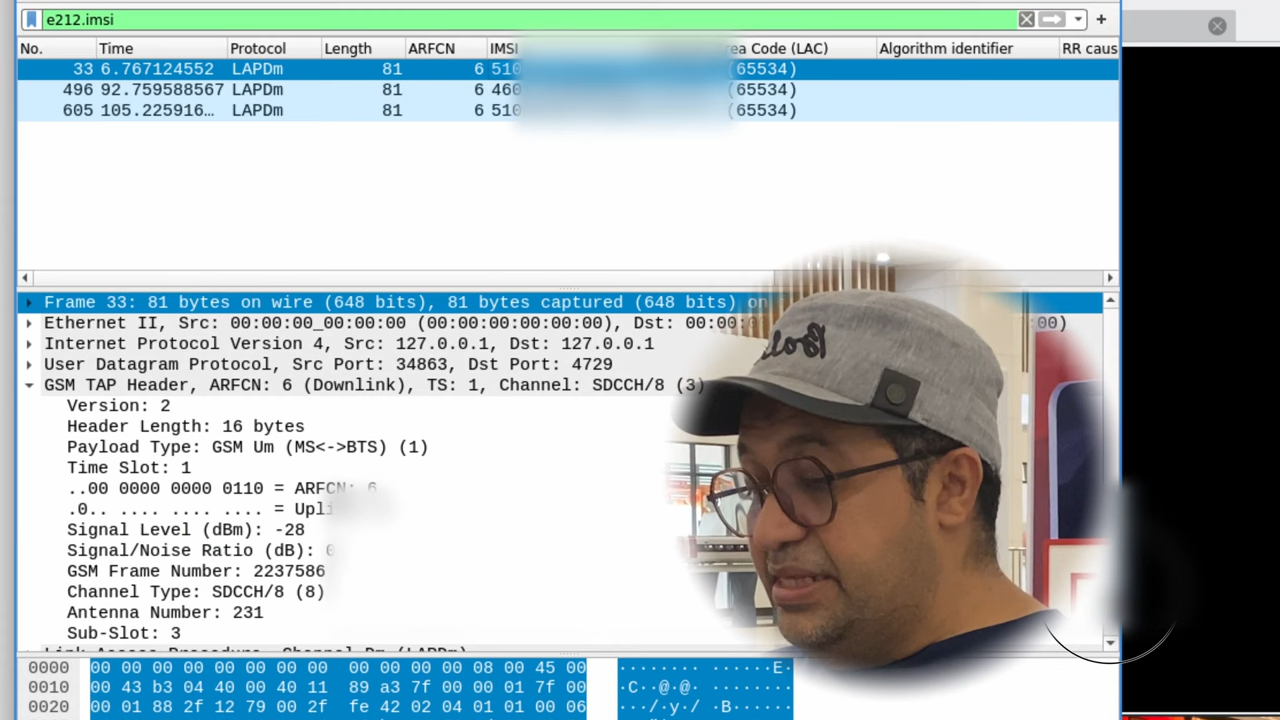 e212.imsi
No. Time Protocol Length ARFCN IMSI Code (LAC) Algorithm identifier RR caus
33 6.767124552 LAPDm 81 6 510 (65534)
496 92.759588567 LAPDm 81 6 460 (65534)
605 105.225916… LAPDm 81 6 510 (65534)
Frame 33: 81 bytes on wire (648 bits), 81 bytes captured (648 bits) on
Ethernet II, Src: 00:00:00_00:00:00 (00:00:00:00:00:00), Dst: 00:00: :00)
Internet Protocol Version 4, Src: 127.0.0.1, Dst: 127.0.0.1
User Datagram Protocol, Src Port: 34863, Dst Port: 4729
GSM TAP Header, ARFCN: 6 (Downlink), TS: 1, Channel: SDCCH/8 (3)
Version: 2
Header Length: 16 bytes
Payload Type: GSM Um (MS<->BTS) (1)
Time Slot: 1
..00 0000 0000 0110 = ARFCN: 6
.0.. .... .... .... = Upli
Signal Level (dBm): -28
Signal/Noise Ratio (dB): 0
GSM Frame Number: 2237586
Channel Type: SDCCH/8 (8)
Antenna Number: 231
Sub-Slot: 3
Link Access Procedure, Channel Dm (LAPDm)
0000 00 00 00 00 00 00 00 00 00 00 00 00 08 00 45 00 ········ ······E·
0010 00 43 b3 04 40 00 40 11 89 a3 7f 00 00 01 7f 00 ·C··@·@· ········
0020 00 01 88 2f 12 79 00 2f fe 42 02 04 01 01 00 06 ···/·y·/ ·B······